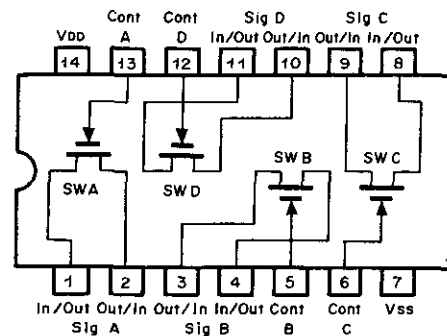 Cont Cont Sig D Sig C
VDD A D In/Out Out/In Out/In In/Out
14 13 12 11 10 9 8
SWB SWC
SWA SWD
1 2 3 4 5 6 7
In/Out Out/In Out/In In/Out Cont Cont Vss
Sig A Sig B B C